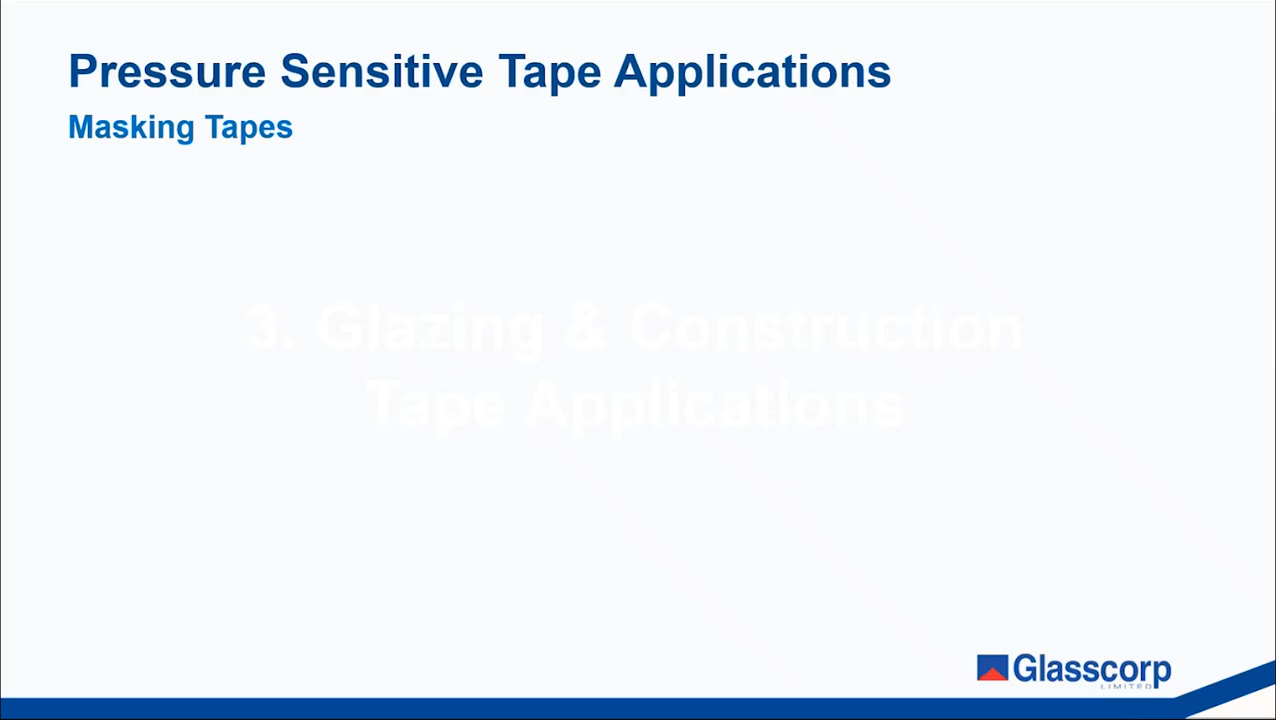 Pressure Sensitive Tape Applications
Masking Tapes
3. Glazing & Construction
Tape Applications
Glasscorp
LIMITED